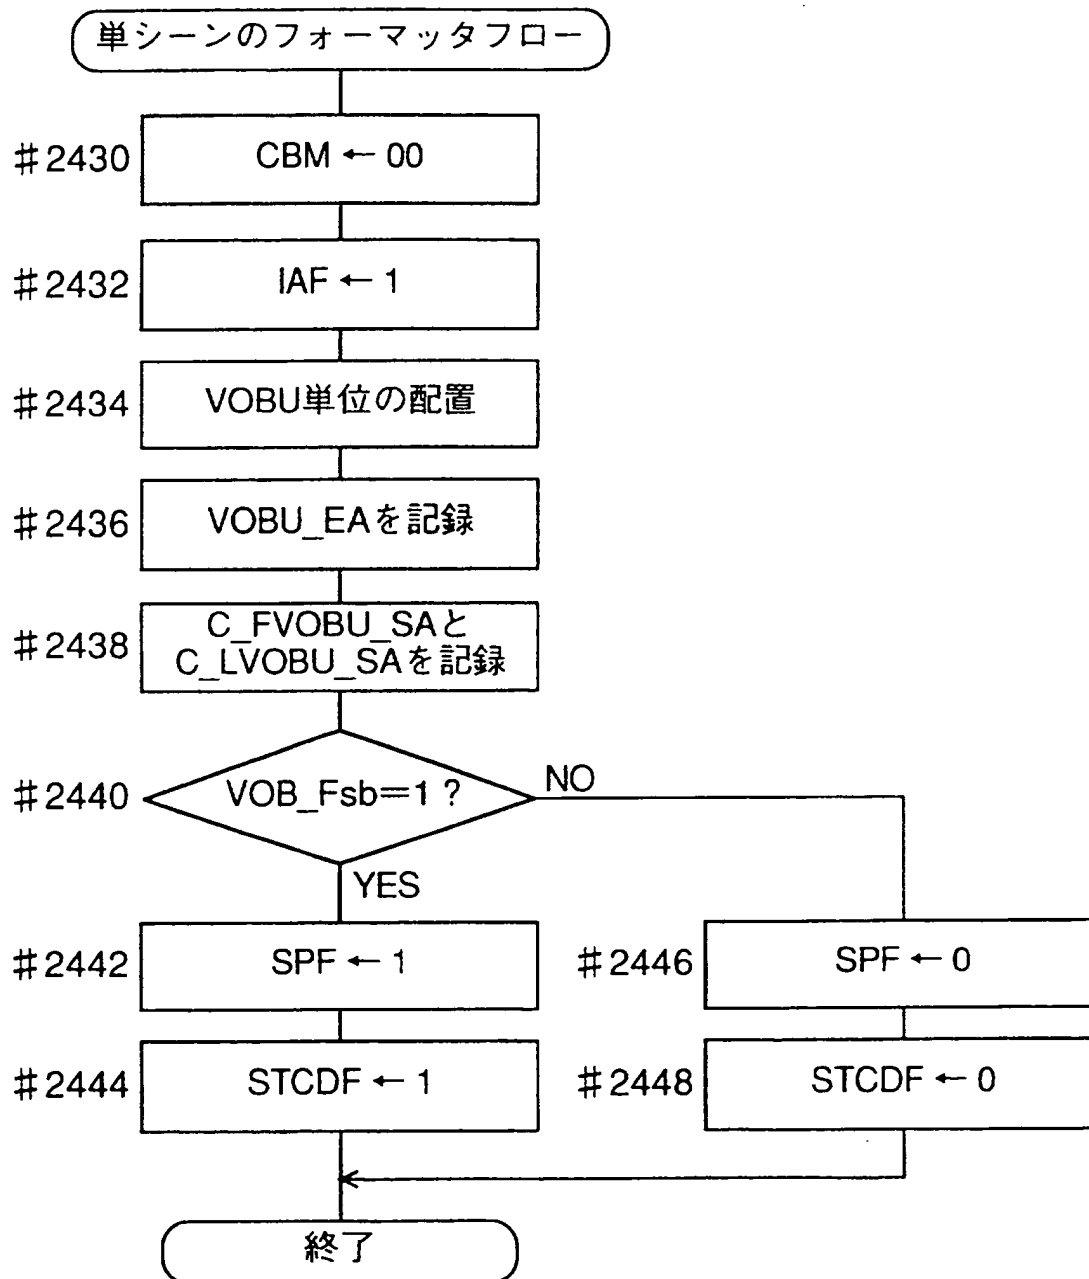 単シーンのフォーマッタフロー
#2430
CBM ← 00
#2432
IAF ← 1
#2434
VOBU単位の配置
#2436
VOBU_EAを記録
#2438
C_FVOBU_SAと
C_LVOBU_SAを記録
#2440
VOB_Fsb=1 ?
NO
YES
#2442
SPF ← 1
#2446
SPF ← 0
#2444
STCDF ← 1
#2448
STCDF ← 0
終了